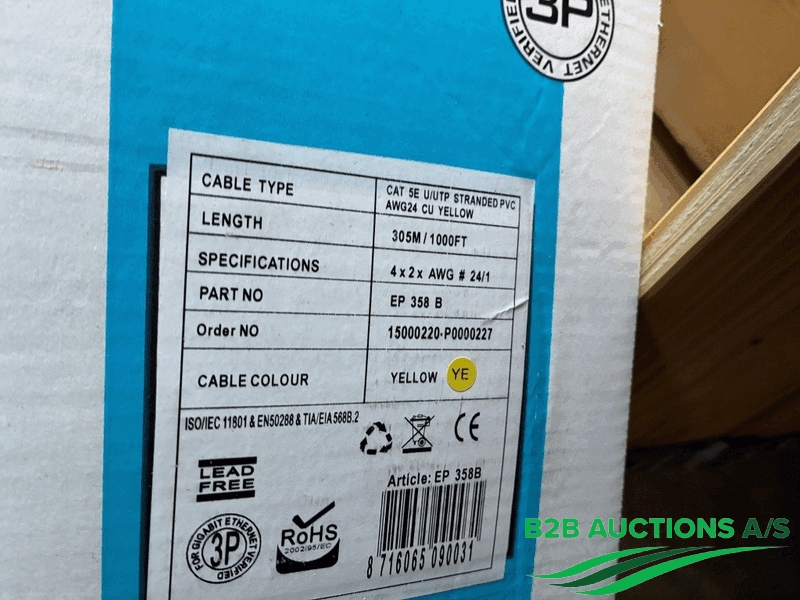 3P
ETHERNET VERIFIED
CABLE TYPE
CAT 5E U/UTP STRANDED PVC
AWG24 CU YELLOW
LENGTH
305M / 1000FT
SPECIFICATIONS
4 x 2 x AWG # 24/1
PART NO
EP 358 B
Order NO
15000220-P0000227
CABLE COLOUR
YELLOW YE
ISO/IEC 11801 & EN50288 & TIA/EIA 568B.2
CE
LEAD
FREE
Article: EP 358B
FOR GIGABIT ETHERNET
3P
VERIFIED
RoHS
2002/95/EC
8 716065 090031
B2B AUCTIONS A/S